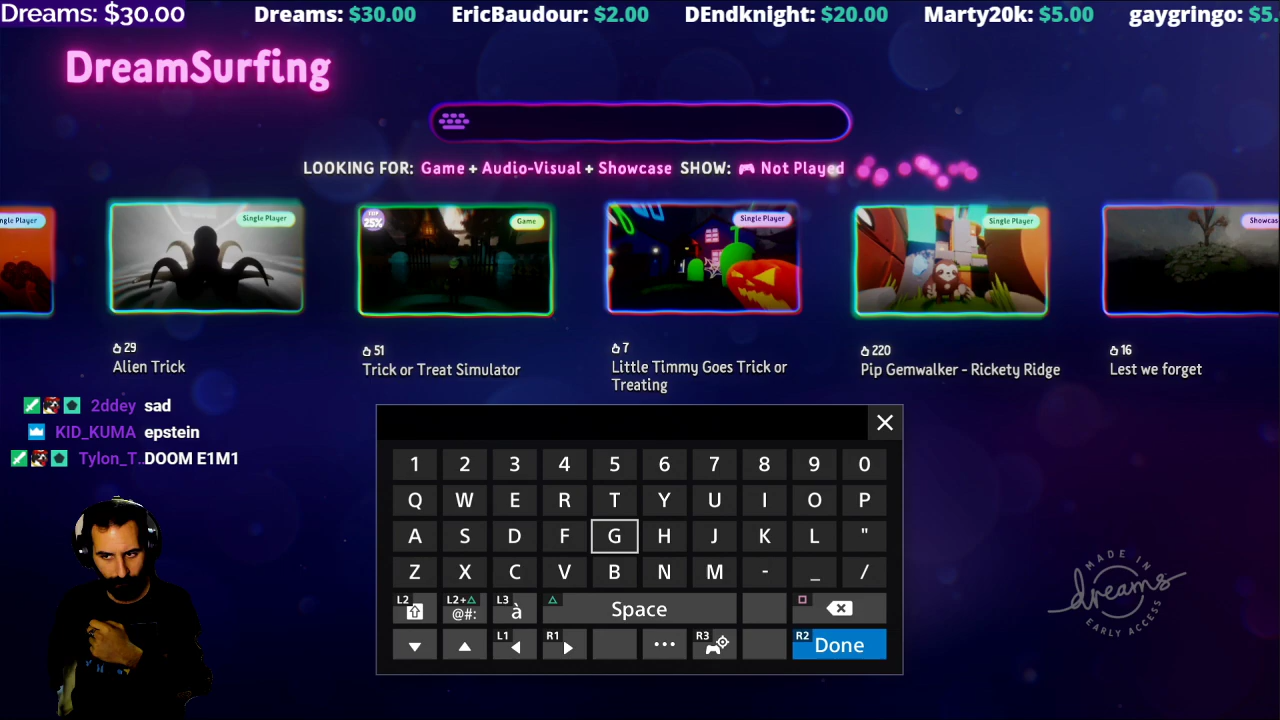 Dreams: $30.00 Dreams: $30.00 EricBaudour: $2.00 DEndknight: $20.00 Marty20k: $5.00 gaygringo: $5.
DreamSurfing
LOOKING FOR: Game + Audio-Visual + Showcase SHOW: Not Played
Single Player
TOP 25%
Game
Single Player
Single Player
29
Alien Trick
51
Trick or Treat Simulator
7
Little Timmy Goes Trick or
Treating
220
Pip Gemwalker - Rickety Ridge
16
Lest we forget
2ddey sad
KID_KUMA epstein
Tylon_T.. DOOM E1M1
1 2 3 4 5 6 7 8 9 0
Q W E R T Y U I O P
A S D F G H J K L "
Z X C V B N M - _ /
L2 L2+△ @#: L3 à △ Space
L1 R1 ... R3 R2 Done
MADE IN
dreams
EARLY ACCESS